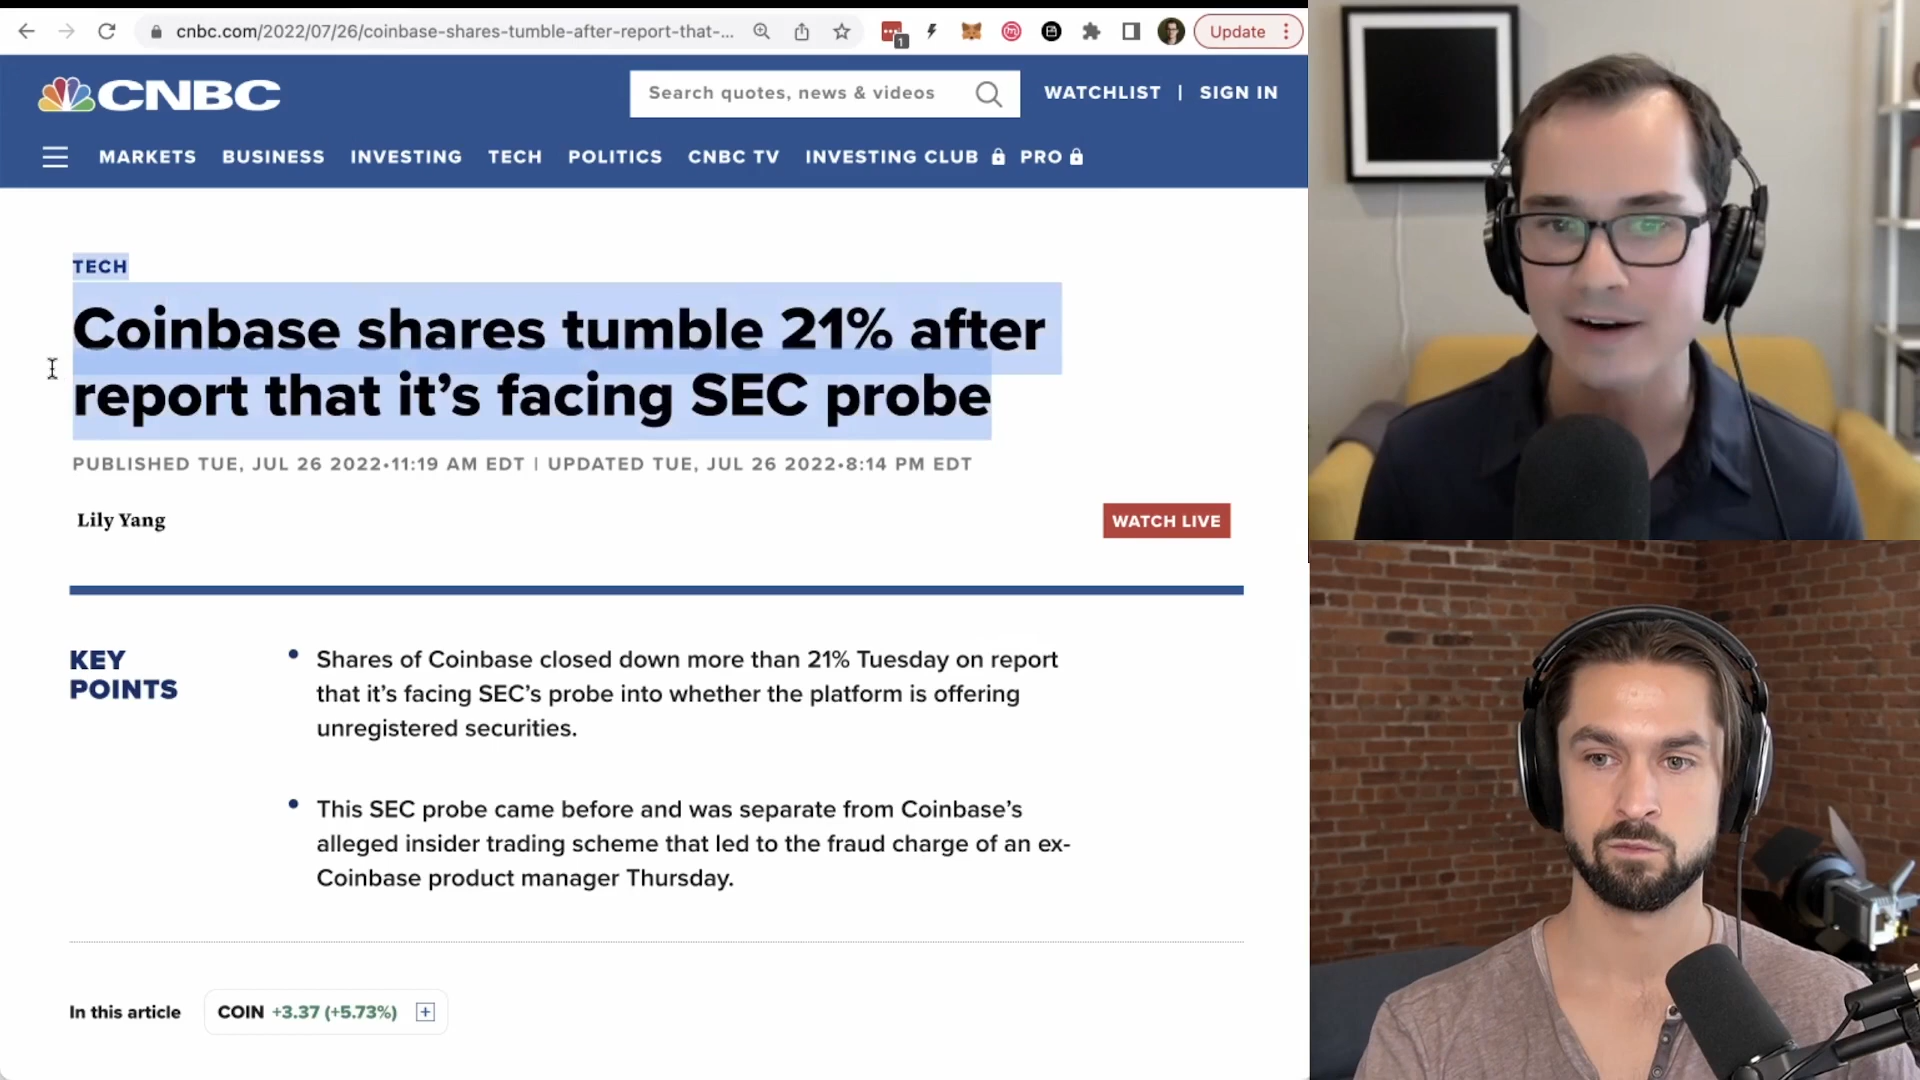 cnbc.com/2022/07/26/coinbase-shares-tumble-after-report-that-...
1
Update
CNBC
Search quotes, news & videos
WATCHLIST | SIGN IN
MARKETS BUSINESS INVESTING TECH POLITICS CNBC TV INVESTING CLUB PRO
TECH
Coinbase shares tumble 21% after
report that it’s facing SEC probe
PUBLISHED TUE, JUL 26 2022•11:19 AM EDT | UPDATED TUE, JUL 26 2022•8:14 PM EDT
Lily Yang
WATCH LIVE
KEY
POINTS
Shares of Coinbase closed down more than 21% Tuesday on report
that it’s facing SEC’s probe into whether the platform is offering
unregistered securities.
This SEC probe came before and was separate from Coinbase’s
alleged insider trading scheme that led to the fraud charge of an ex-
Coinbase product manager Thursday.
In this article COIN +3.37 (+5.73%)